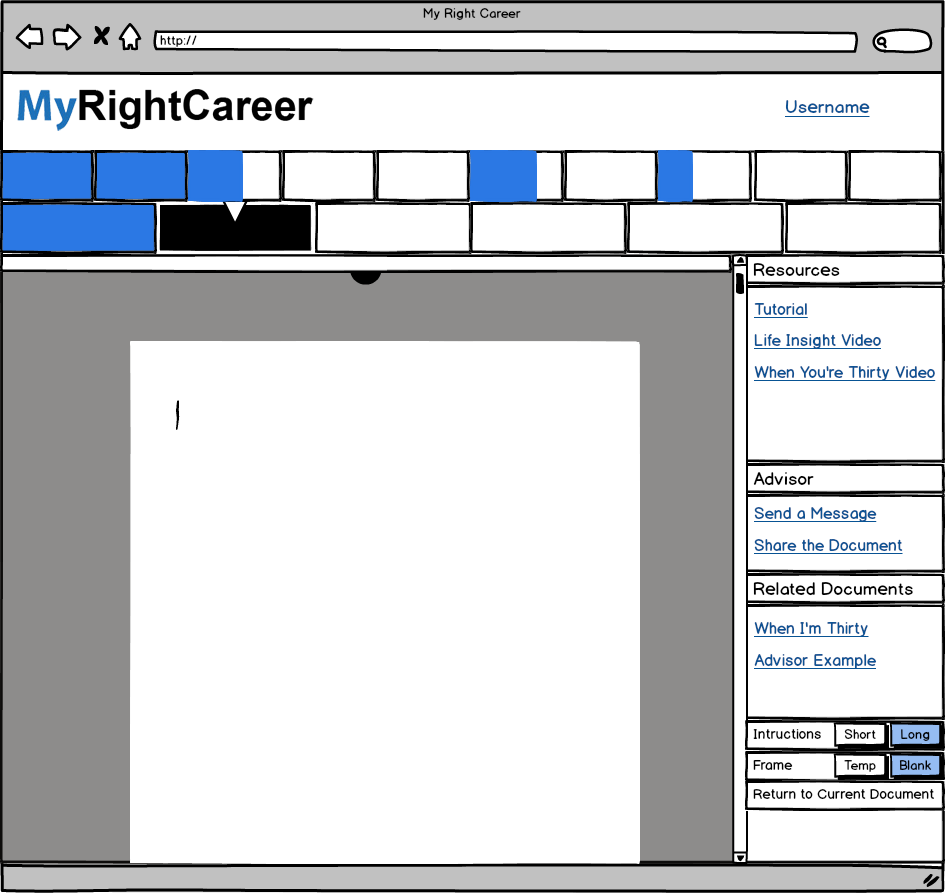 My Right Career
http://
MyRightCareer
Username
Resources
Tutorial
Life Insight Video
When You're Thirty Video
Advisor
Send a Message
Share the Document
Related Documents
When I'm Thirty
Advisor Example
Intructions Short Long
Frame Temp Blank
Return to Current Document